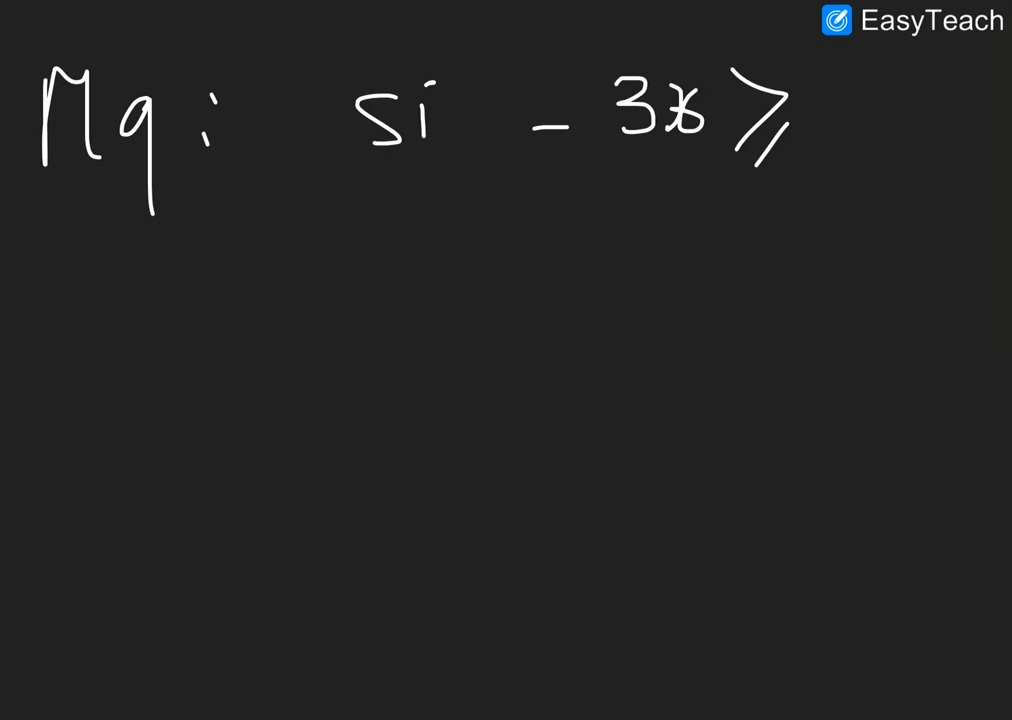 EasyTeach
Mq : si - 3x ⩾